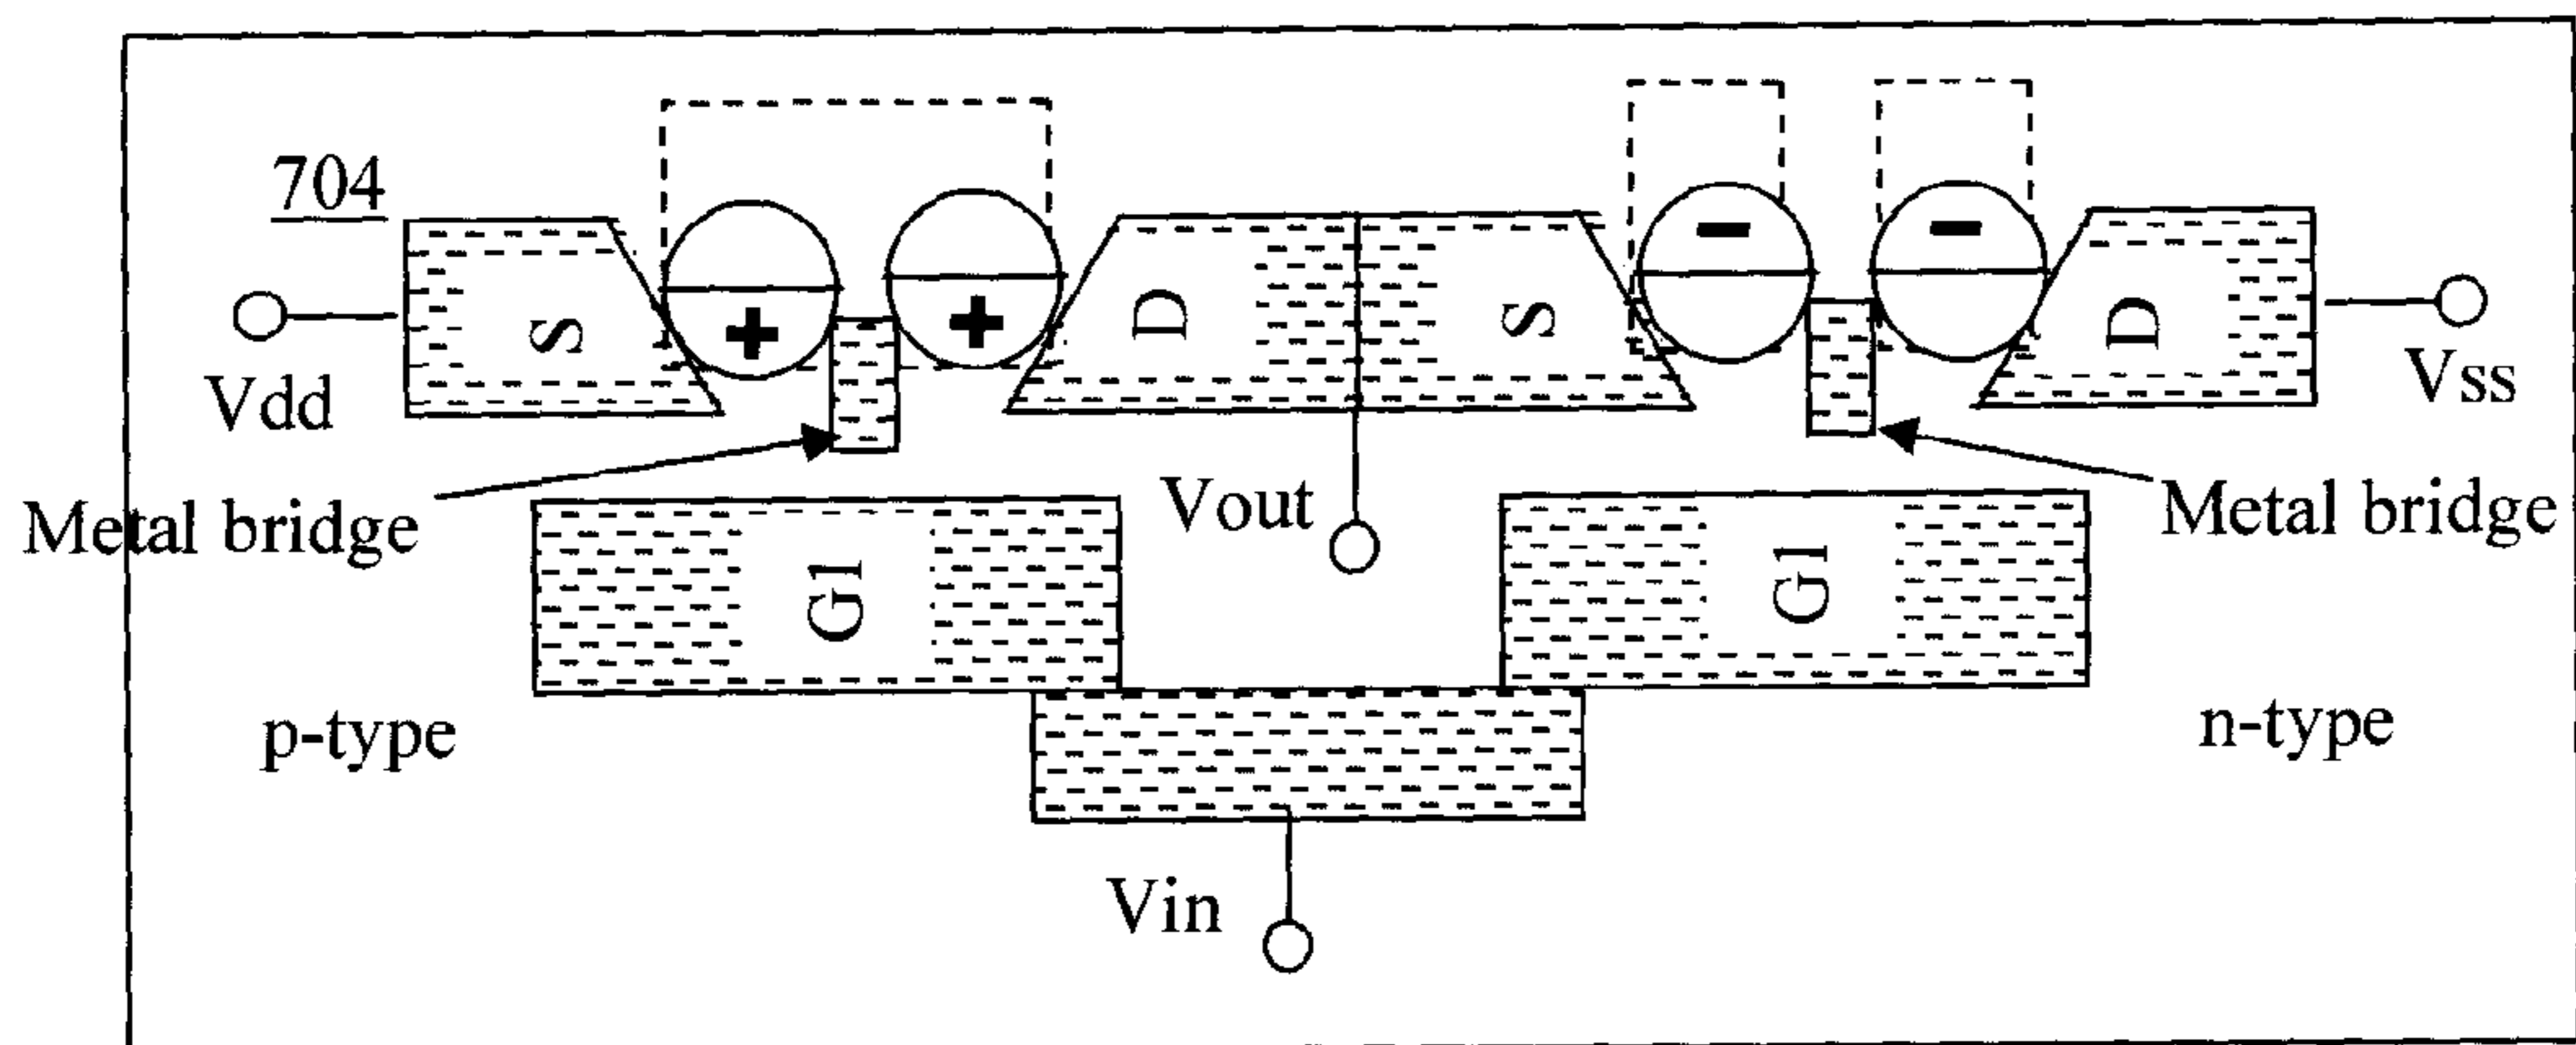 704
+
+
-
-
S
D
S
D
Vdd
Vss
Metal bridge
Vout
Metal bridge
G1
G1
p-type
n-type
Vin